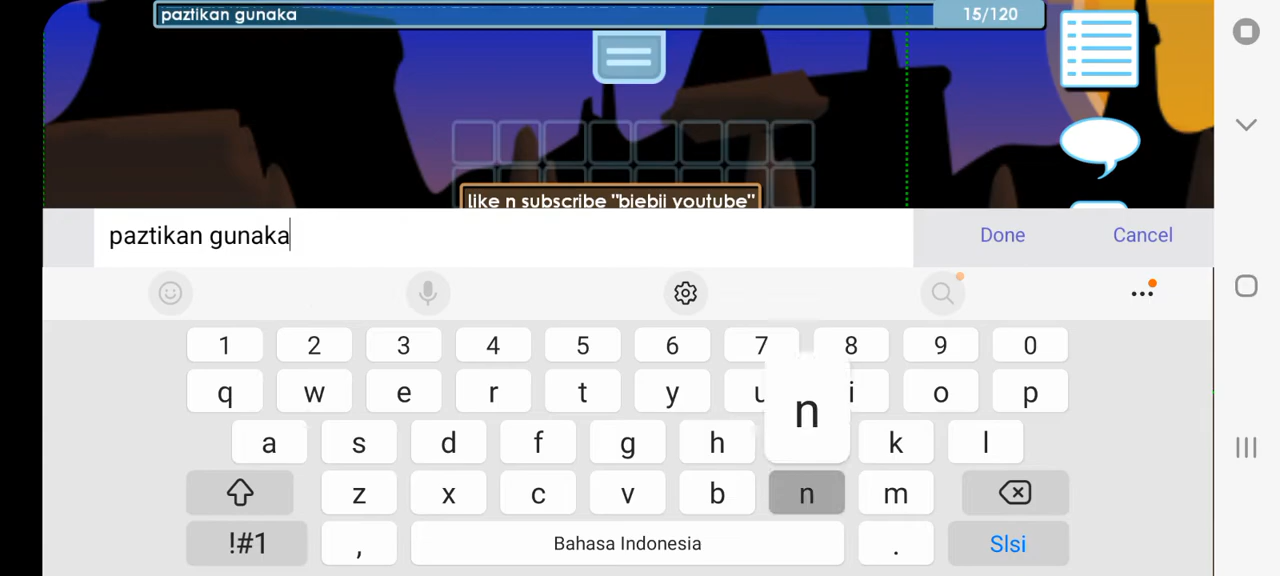 paztikan gunaka 15/120
like n subscribe "biebii youtube"
paztikan gunaka Done Cancel
1 2 3 4 5 6 7 8 9 0
q w e r t y u i o p
a s d f g h n k l
z x c v b n m
!#1 , Bahasa Indonesia . Slsi